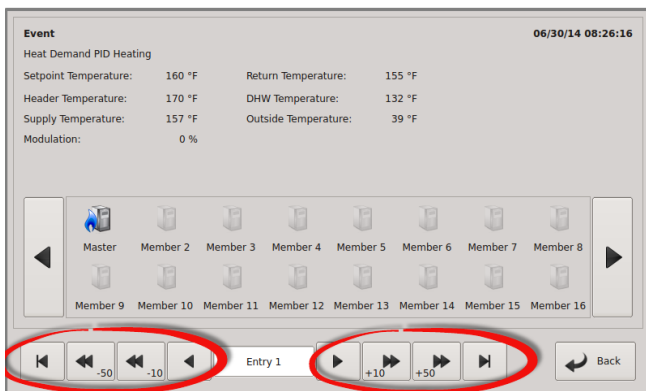 Event 06/30/14 08:26:16
Heat Demand PID Heating
Setpoint Temperature: 160 °F Return Temperature: 155 °F
Header Temperature: 170 °F DHW Temperature: 132 °F
Supply Temperature: 157 °F Outside Temperature: 39 °F
Modulation: 0 %
Master Member 2 Member 3 Member 4 Member 5 Member 6 Member 7 Member 8
Member 9 Member 10 Member 11 Member 12 Member 13 Member 14 Member 15 Member 16
-50 -10 Entry 1 +10 +50 Back